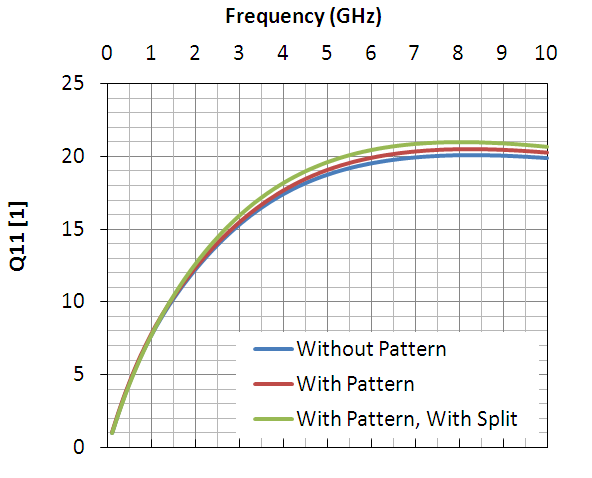 Frequency (GHz)
0 1 2 3 4 5 6 7 8 9 10
25
20
15
10
5
0
Q11 [1]
Without Pattern
With Pattern
With Pattern, With Split